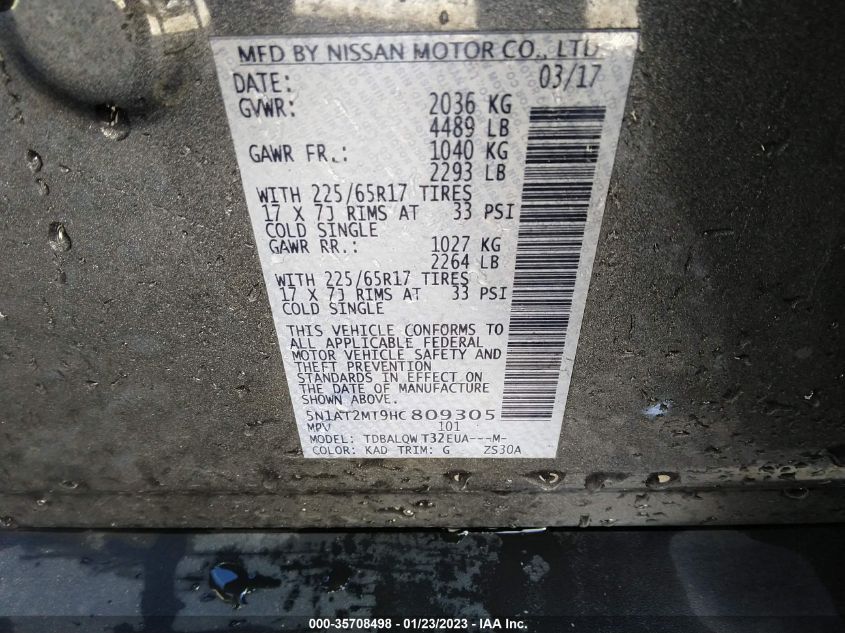 MFD BY NISSAN MOTOR CO., LTD.
DATE: 03/17
GVWR: 2036 KG
4489 LB
GAWR FR.: 1040 KG
2293 LB
WITH 225/65R17 TIRES
17 X 7J RIMS AT 33 PSI
COLD SINGLE
GAWR RR.: 1027 KG
2264 LB
WITH 225/65R17 TIRES
17 X 7J RIMS AT 33 PSI
COLD SINGLE
THIS VEHICLE CONFORMS TO
ALL APPLICABLE FEDERAL
MOTOR VEHICLE SAFETY AND
THEFT PREVENTION
STANDARDS IN EFFECT ON
THE DATE OF MANUFACTURE
SHOWN ABOVE.
5N1AT2MT9HC809305
MPV 101
MODEL: TDBALQW T32EUA---M-
COLOR: KAD TRIM: G ZS30A
000-35708498 - 01/23/2023 - IAA Inc.